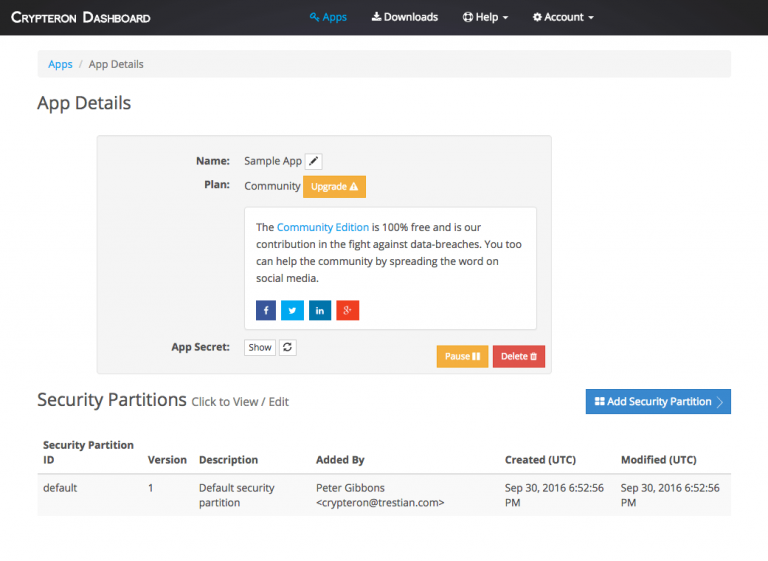 Crypteron Dashboard
Apps
Downloads
Help
Account
Apps / App Details
App Details
Name: Sample App
Plan: Community Upgrade
The Community Edition is 100% free and is our
contribution in the fight against data-breaches. You too
can help the community by spreading the word on
social media.
App Secret: Show
Pause
Delete
Security Partitions Click to View / Edit
Add Security Partition
Security Partition
ID Version Description Added By Created (UTC) Modified (UTC)
default 1 Default security Peter Gibbons Sep 30, 2016 6:52:56 Sep 30, 2016 6:52:56
partition <crypteron@trestian.com> PM PM